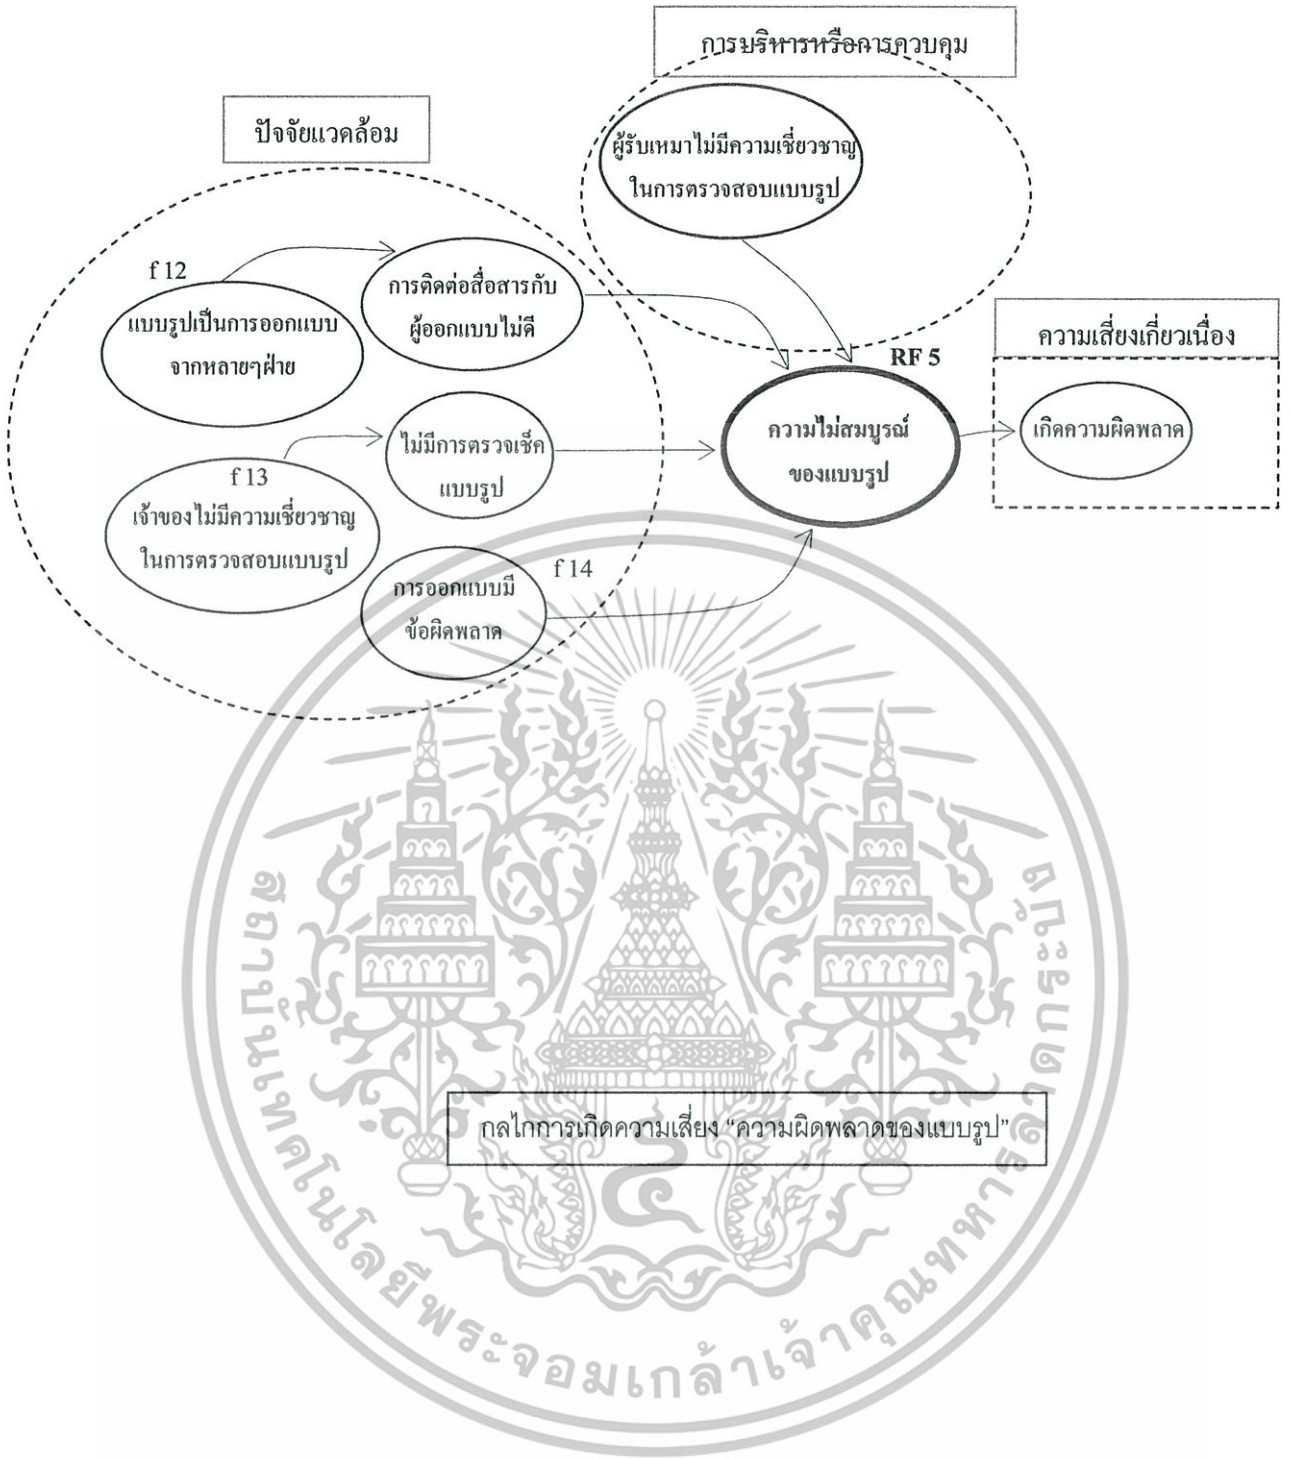 การบริหารหรือการควบคุม
ปัจจัยแวดล้อม
ผู้รับเหมาไม่มีความเชี่ยวชาญ
ในการตรวจสอบแบบรูป
f 12
แบบรูปเป็นการออกแบบ
จากหลายๆฝ่าย
การติดต่อสื่อสารกับ
ผู้ออกแบบไม่ดี
ความเสี่ยงเกี่ยวเนื่อง
RF 5
ความไม่สมบูรณ์
ของแบบรูป
เกิดความผิดพลาด
ไม่มีการตรวจเช็ค
แบบรูป
f 13
เจ้าของไม่มีความเชี่ยวชาญ
ในการตรวจสอบแบบรูป
f 14
การออกแบบมี
ข้อผิดพลาด
กลไกการเกิดความเสี่ยง “ความผิดพลาดของแบบรูป”
สถาบันเทคโนโลยีพระจอมเกล้าเจ้าคุณทหารลาดกระบัง